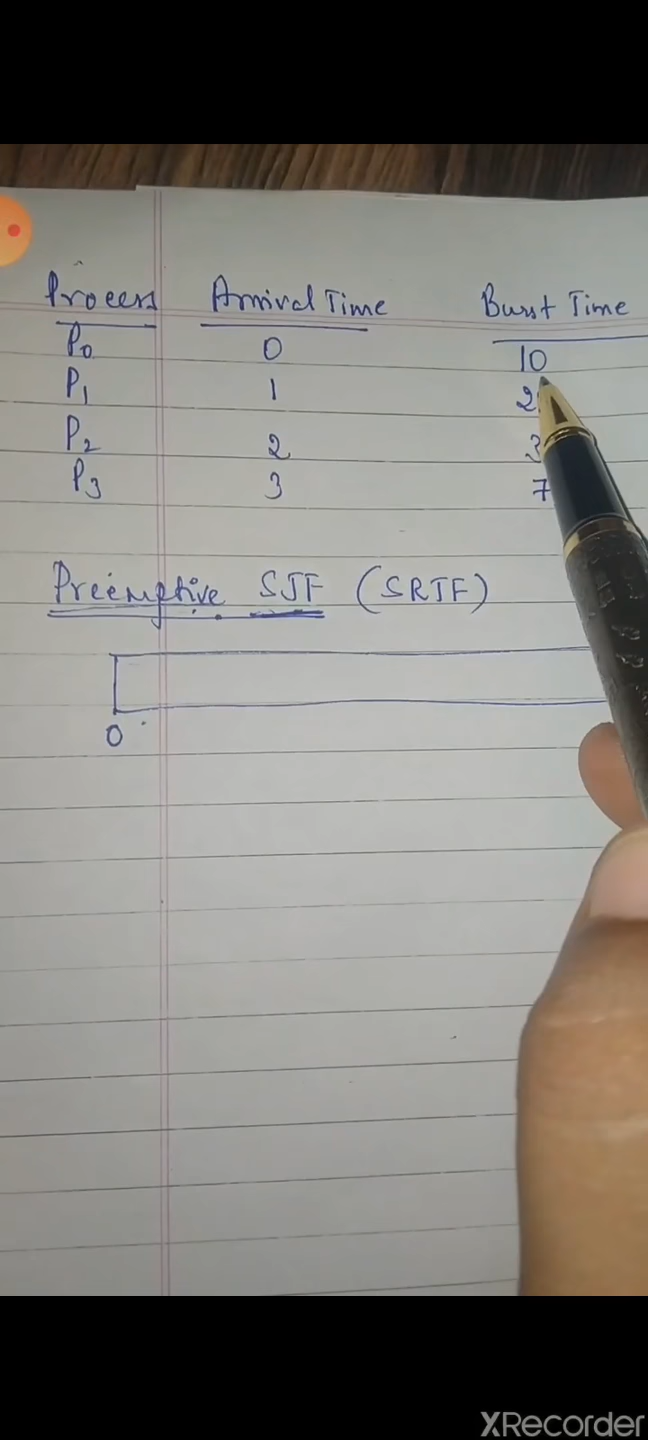 Process Arrival Time Burst Time
P0 0 10
P1 1 2
P2 2 3
P3 3 7
Preemptive SJF (SRTF)
0
XRecorder